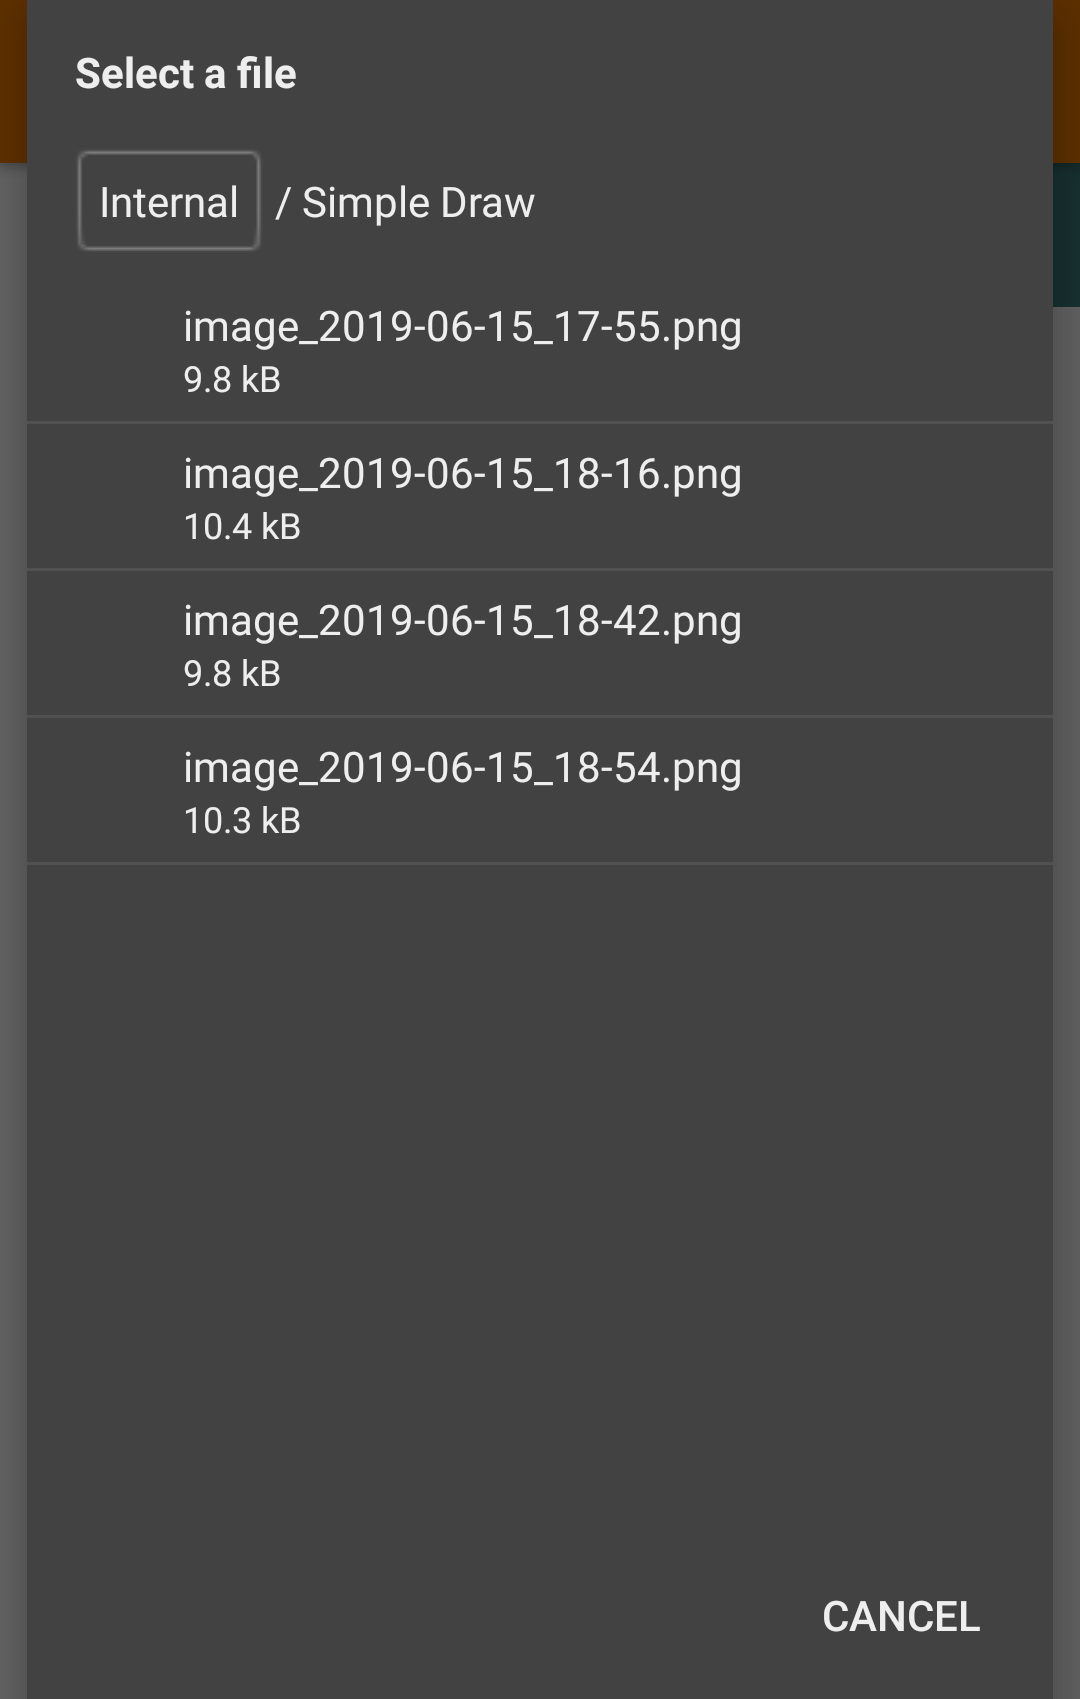 Select a file
Internal / Simple Draw
image_2019-06-15_17-55.png
9.8 kB
image_2019-06-15_18-16.png
10.4 kB
image_2019-06-15_18-42.png
9.8 kB
image_2019-06-15_18-54.png
10.3 kB
CANCEL